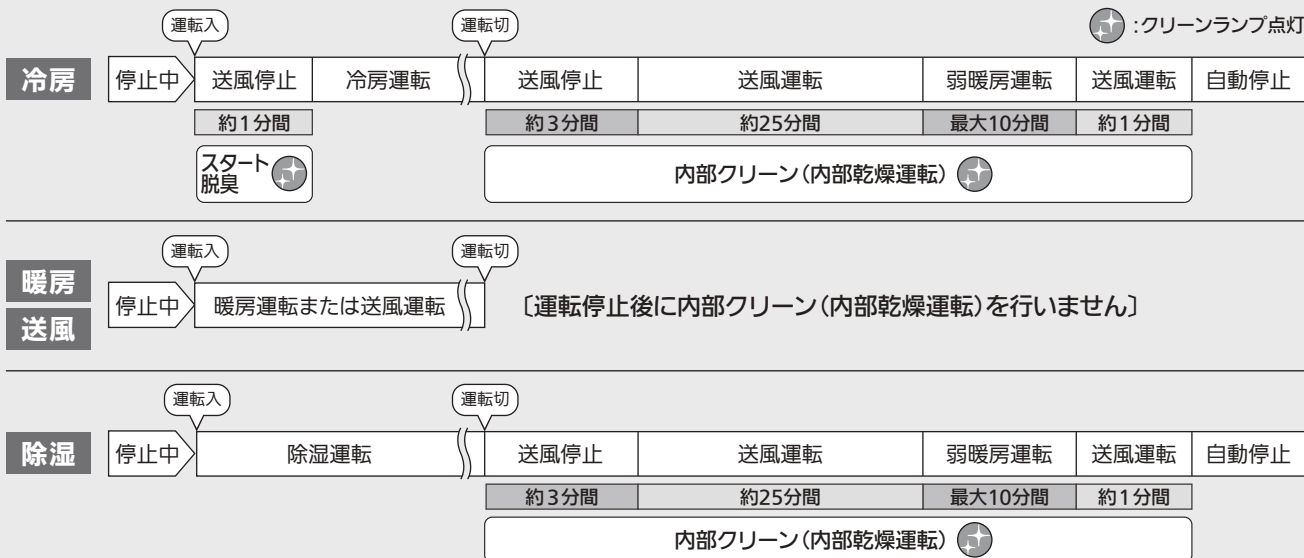 運転入 運転切 :クリーンランプ点灯
冷房 停止中 送風停止 冷房運転 送風停止 送風運転 弱暖房運転 送風運転 自動停止
約1分間 約3分間 約25分間 最大10分間 約1分間
スタート
脱臭
内部クリーン(内部乾燥運転)
運転入 運転切
暖房
送風
停止中 暖房運転または送風運転 〔運転停止後に内部クリーン(内部乾燥運転)を行いません〕
運転入 運転切
除湿 停止中 除湿運転 送風停止 送風運転 弱暖房運転 送風運転 自動停止
約3分間 約25分間 最大10分間 約1分間
内部クリーン(内部乾燥運転)